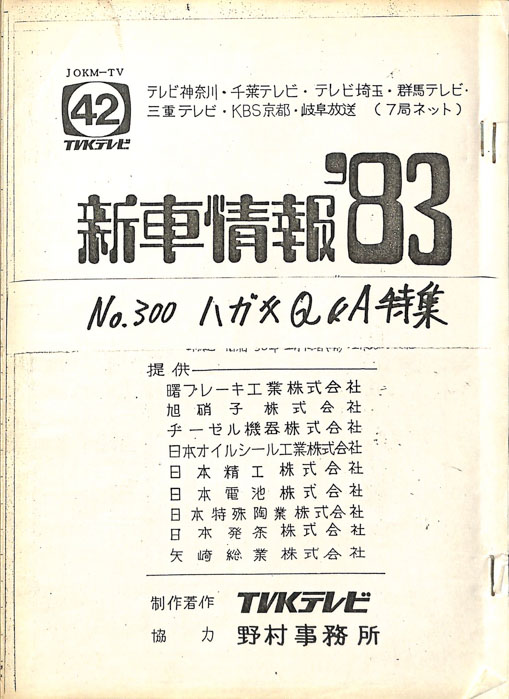 JOKM-TV
42
TVKテレビ
テレビ神奈川・千葉テレビ・テレビ埼玉・群馬テレビ・
三重テレビ・KBS京都・岐阜放送 (7局ネット)
新車情報'83
No.300 ハガキQ&A特集
提供
曙ブレーキ工業株式会社
旭硝子株式会社
ヂーゼル機器株式会社
日本オイルシール工業株式会社
日本精工株式会社
日本電池株式会社
日本特殊陶業株式会社
日本発条株式会社
矢崎総業株式会社
制作著作 TVKテレビ
協力 野村事務所